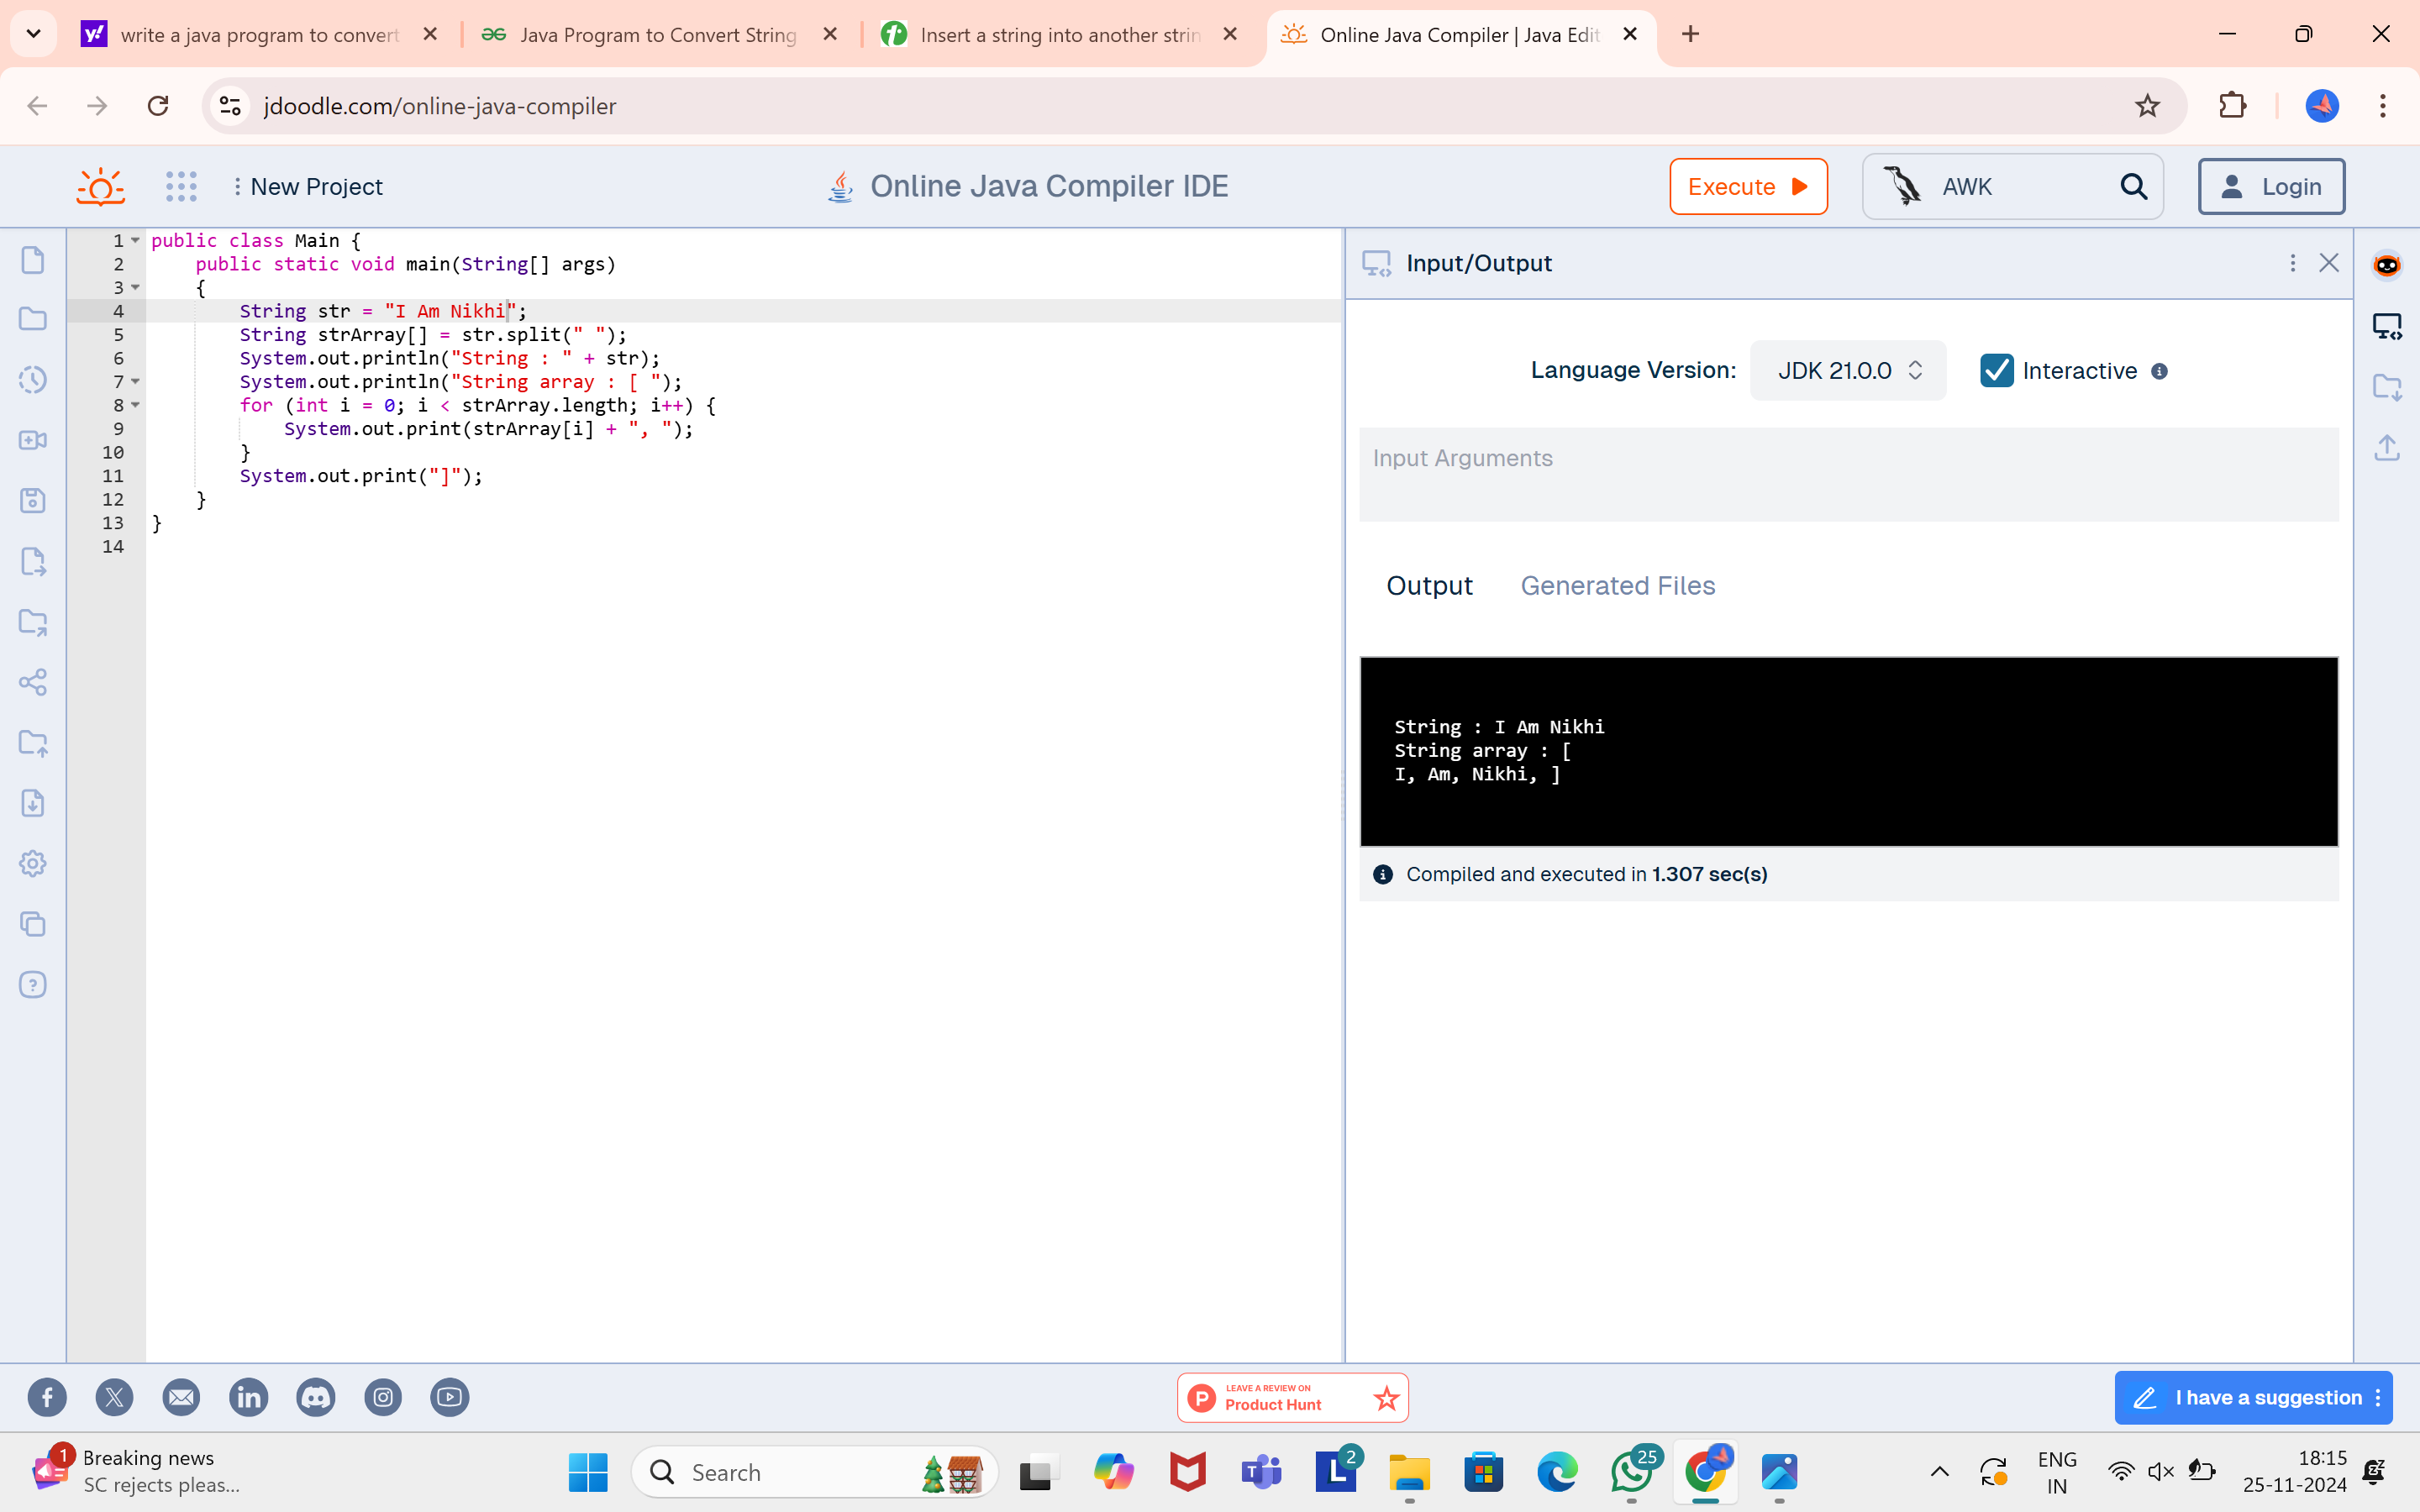 write a java program to convert
Java Program to Convert String
Insert a string into another strin
Online Java Compiler | Java Edit
jdoodle.com/online-java-compiler
New Project
Online Java Compiler IDE
Execute
AWK
Login
1 public class Main {
2 public static void main(String[] args)
3 {
4 String str = "I Am Nikhi";
5 String strArray[] = str.split(" ");
6 System.out.println("String : " + str);
7 System.out.println("String array : [ ");
8 for (int i = 0; i < strArray.length; i++) {
9 System.out.print(strArray[i] + ", ");
10 }
11 System.out.print("]");
12 }
13 }
14
Input/Output
Language Version: JDK 21.0.0 Interactive
Input Arguments
Output Generated Files
String : I Am Nikhi
String array : [
I, Am, Nikhi, ]
Compiled and executed in 1.307 sec(s)
LEAVE A REVIEW ON
Product Hunt
I have a suggestion
1
Breaking news
SC rejects pleas...
Search
2
25
ENG
IN
18:15
25-11-2024